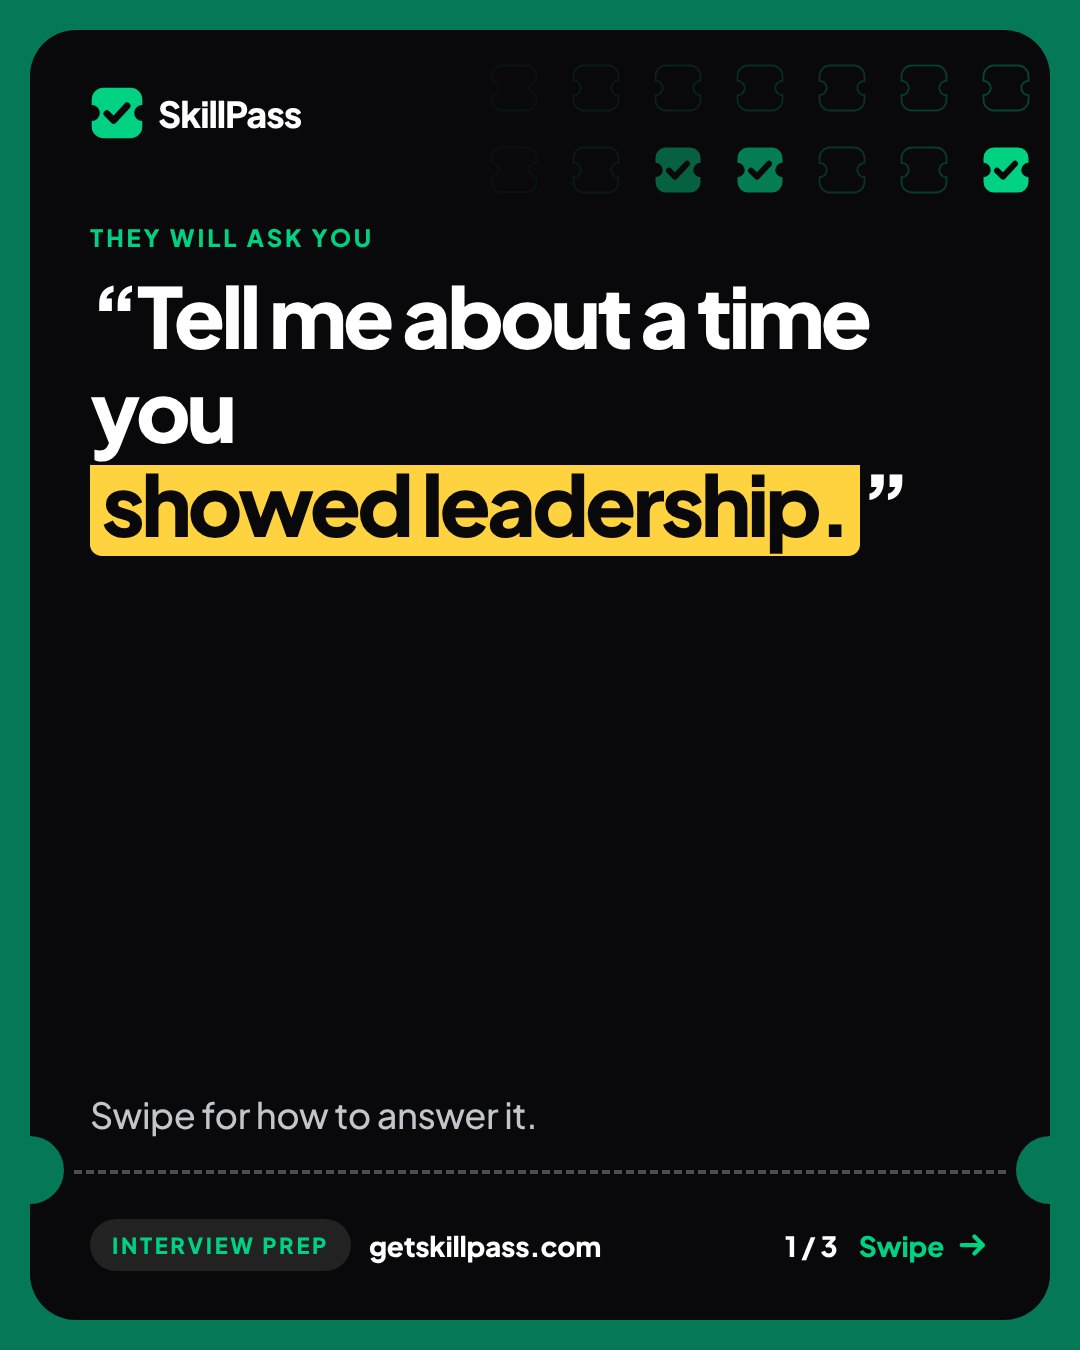 SkillPass
THEY WILL ASK YOU
“Tell me about a time
you
showed leadership.”
Swipe for how to answer it.
INTERVIEW PREP getskillpass.com 1 / 3 Swipe →